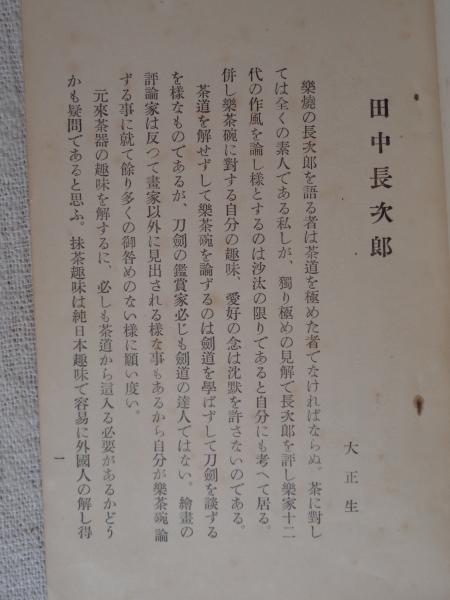 田中長次郎
大正生
樂燒の長次郎を語る者は茶道を極めた者でなければならぬ。茶に對し
ては全くの素人である私しが、獨り極めの見解で長次郎を評し樂家十二
代の作風を論し樣とするのは沙汰の限りであると自分にも考へて居る。
併し樂茶碗に對する自分の趣味、愛好の念は沈默を許さないのである。
茶道を解せずして樂茶碗を論ずるのは劍道を學ばずして刀劍を談ずる
を樣なものであるが、刀劍の鑑賞家必じも劍道の達人ではない。繪畫の
評論家は反つて畫家以外に見出される樣な事もあるから自分が樂茶碗論
ずる事に就て餘り多くの御咎めのない樣に願い度い。
元來茶器の趣味を解するに、必しも茶道から這入る必要があるかどう
かも疑問であると思ふ。抹茶趣味は純日本趣味で容易に外國人の解し得
一